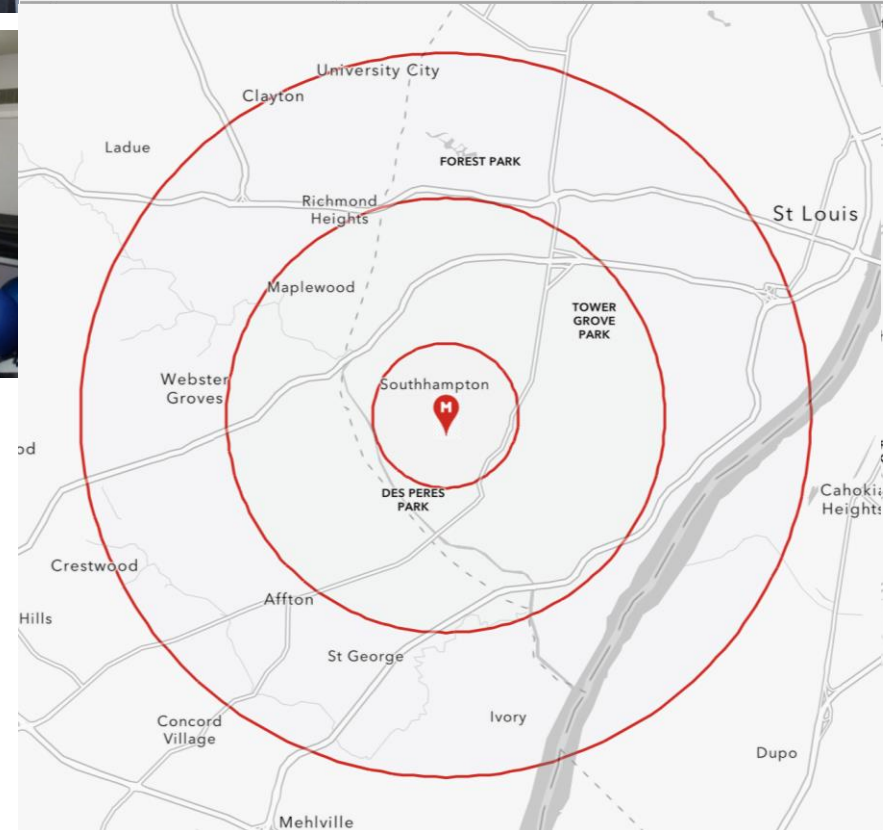 University City
Clayton
Ladue
FOREST PARK
Richmond
Heights
St Louis
Maplewood
TOWER
GROVE
PARK
Webster
Groves
Southhampton
M
od
DES PERES
PARK
Cahokia
Heights
Crestwood
Affton
Hills
St George
Ivory
Concord
Village
Dupo
Mehlville